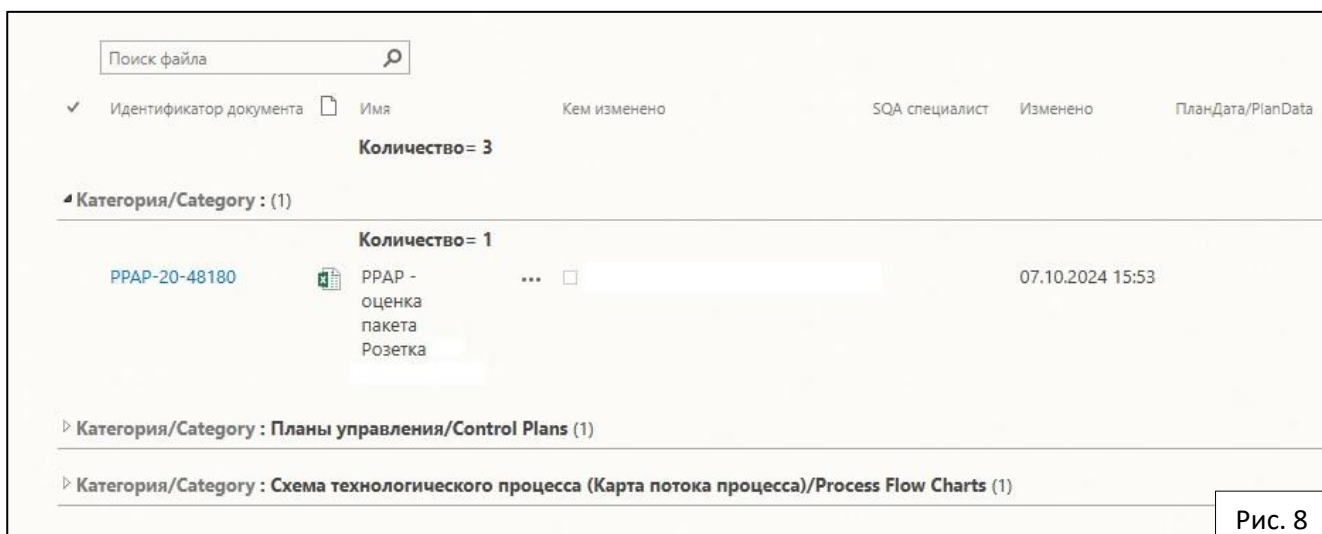 Поиск файла
Идентификатор документа Имя Кем изменено SQA специалист Изменено ПланДата/PlanData
Количество= 3
Категория/Category : (1)
Количество= 1
PPAP-20-48180 PPAP - ... 07.10.2024 15:53
оценка
пакета
Розетка
Категория/Category : Планы управления/Control Plans (1)
Категория/Category : Схема технологического процесса (Карта потока процесса)/Process Flow Charts (1)
Рис. 8